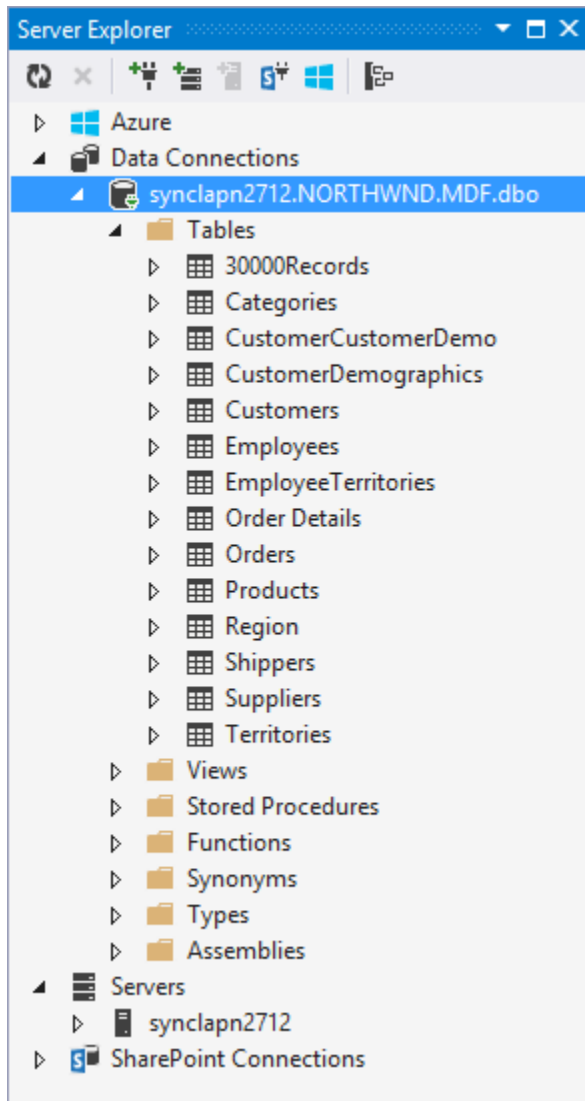 Server Explorer
Azure
Data Connections
synclapn2712.NORTHWND.MDF.dbo
Tables
30000Records
Categories
CustomerCustomerDemo
CustomerDemographics
Customers
Employees
EmployeeTerritories
Order Details
Orders
Products
Region
Shippers
Suppliers
Territories
Views
Stored Procedures
Functions
Synonyms
Types
Assemblies
Servers
synclapn2712
SharePoint Connections